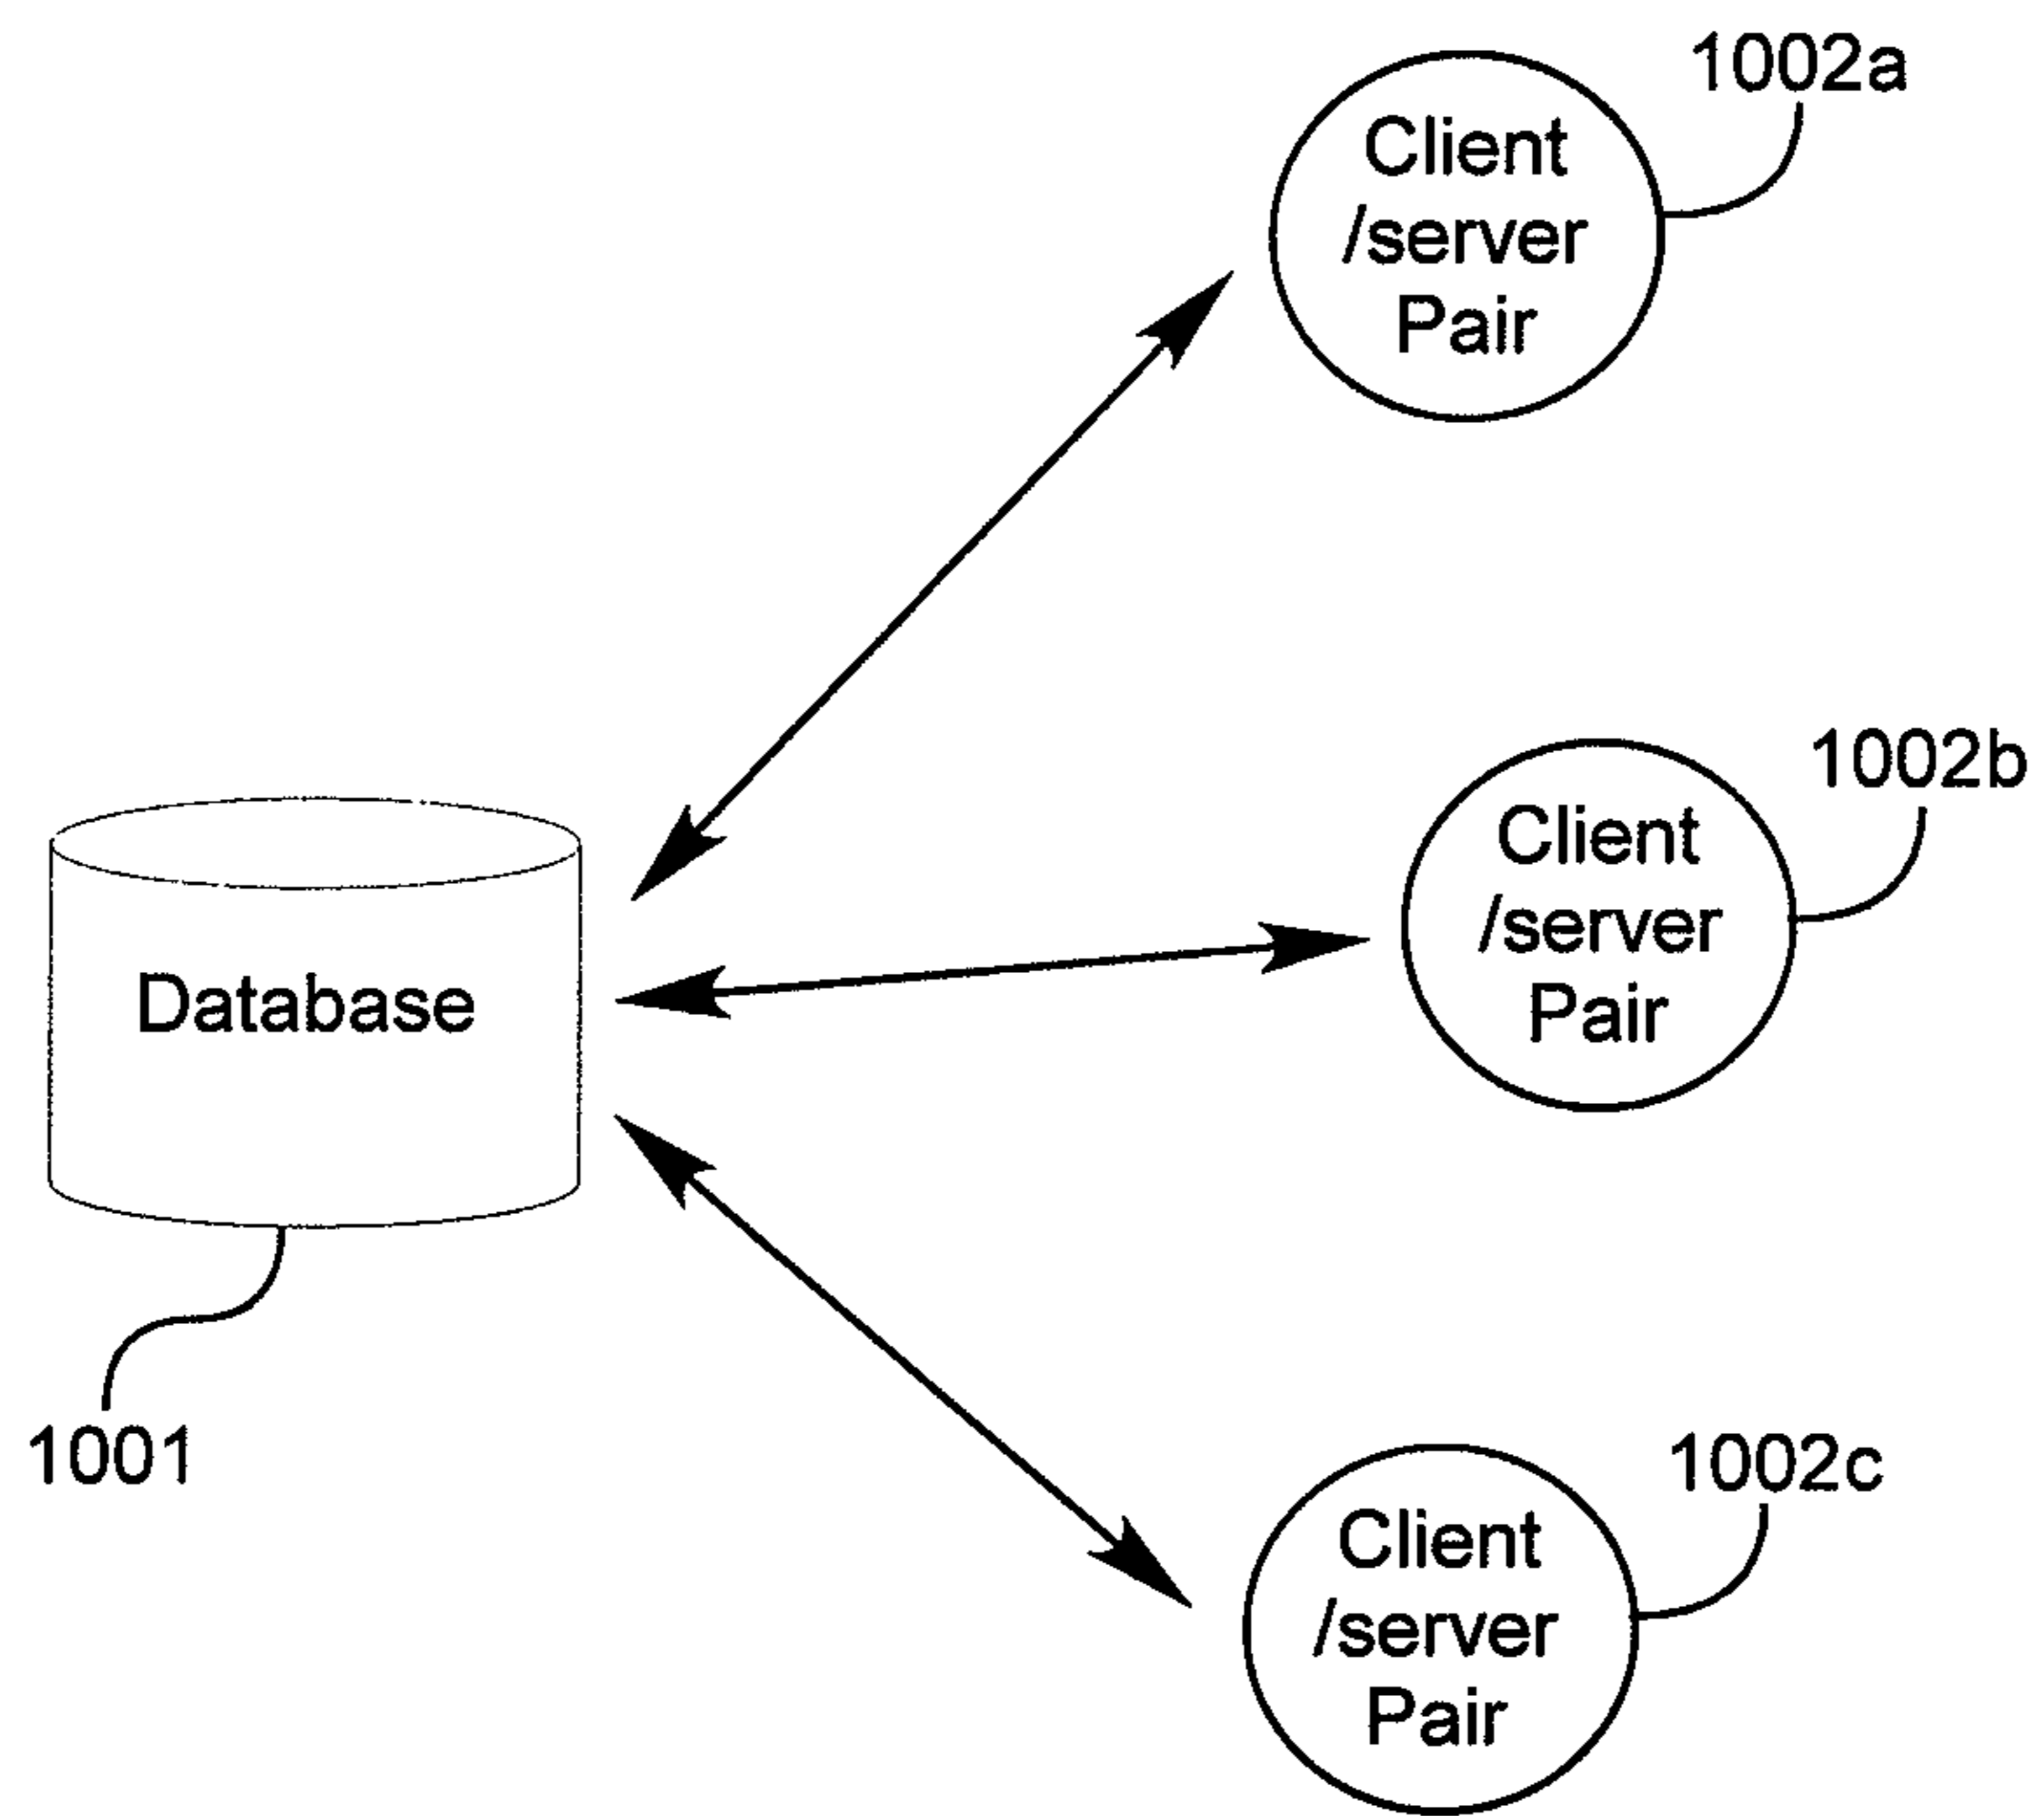 1002a
Client
/server
Pair
1002b
Client
/server
Pair
Database
1001
1002c
Client
/server
Pair